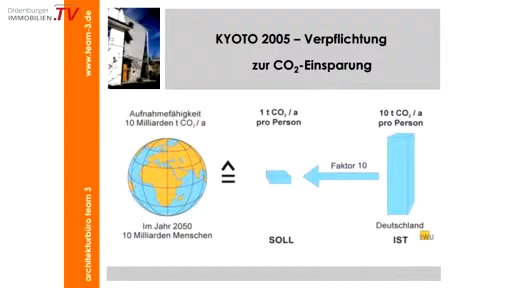 Oldenburger
IMMOBILIEN.TV
www.team-3.de
architekturbüro team 3
KYOTO 2005 – Verpflichtung
zur CO₂-Einsparung
Aufnahmefähigkeit
10 Milliarden t CO₂ / a
Im Jahr 2050
10 Milliarden Menschen
≙
1 t CO₂ / a
pro Person
SOLL
Faktor 10
10 t CO₂ / a
pro Person
Deutschland
IST
IWU